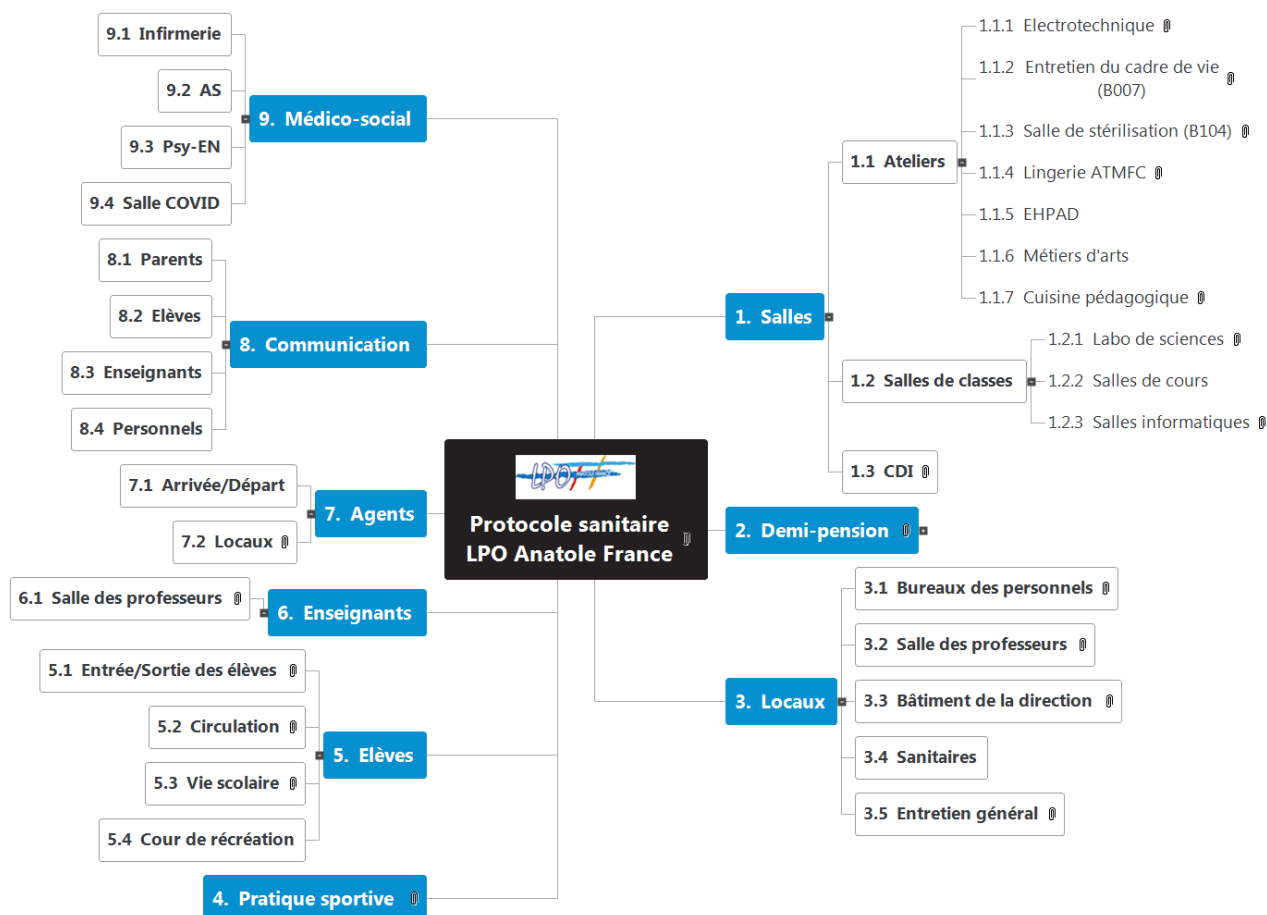 LPO
Protocole sanitaire
LPO Anatole France
1. Salles
1.1 Ateliers
1.1.1 Electrotechnique
1.1.2 Entretien du cadre de vie
(B007)
1.1.3 Salle de stérilisation (B104)
1.1.4 Lingerie ATMFC
1.1.5 EHPAD
1.1.6 Métiers d'arts
1.1.7 Cuisine pédagogique
1.2 Salles de classes
1.2.1 Labo de sciences
1.2.2 Salles de cours
1.2.3 Salles informatiques
1.3 CDI
2. Demi-pension
3. Locaux
3.1 Bureaux des personnels
3.2 Salle des professeurs
3.3 Bâtiment de la direction
3.4 Sanitaires
3.5 Entretien général
4. Pratique sportive
5. Elèves
5.1 Entrée/Sortie des élèves
5.2 Circulation
5.3 Vie scolaire
5.4 Cour de récréation
6. Enseignants
6.1 Salle des professeurs
7. Agents
7.1 Arrivée/Départ
7.2 Locaux
8. Communication
8.1 Parents
8.2 Elèves
8.3 Enseignants
8.4 Personnels
9. Médico-social
9.1 Infirmerie
9.2 AS
9.3 Psy-EN
9.4 Salle COVID